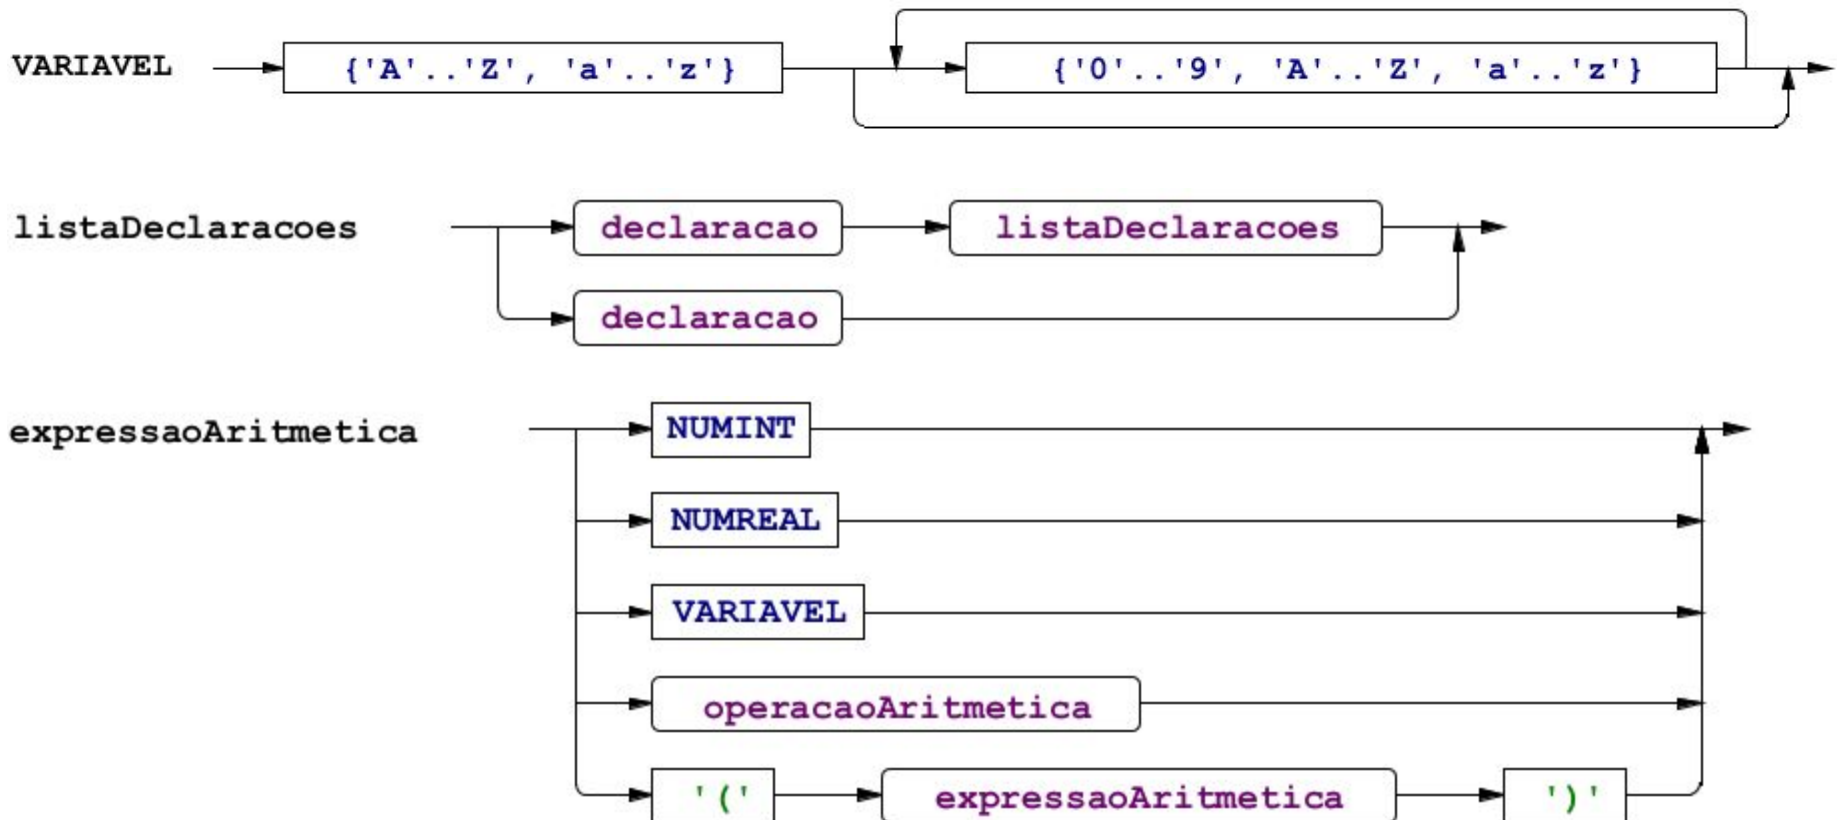 VARIAVEL {'A'..'Z', 'a'..'z'} {'0'..'9', 'A'..'Z', 'a'..'z'}
listaDeclaracoes declaracao listaDeclaracoes
declaracao
expressaoAritmetica NUMINT
NUMREAL
VARIAVEL
operacaoAritmetica
'(' expressaoAritmetica ')'